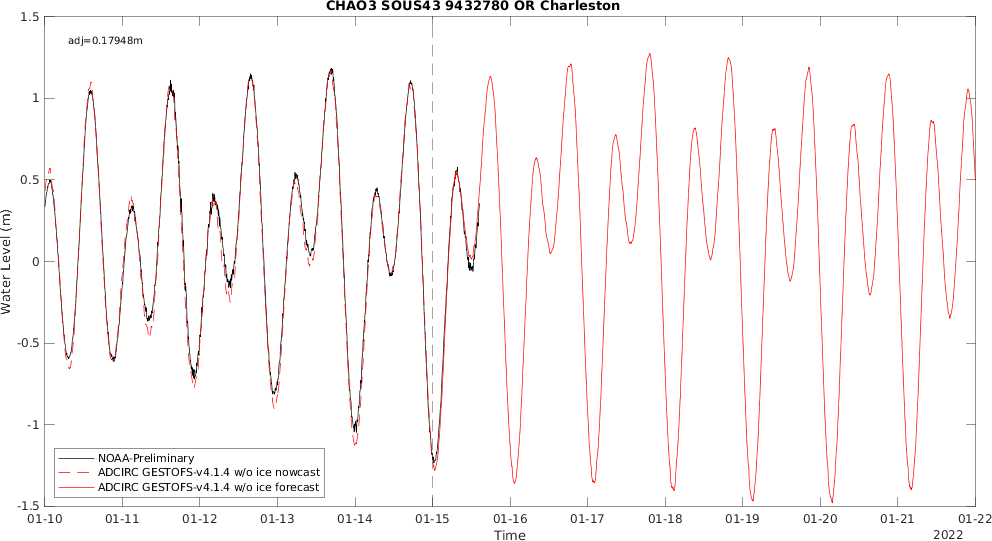 CHAO3 SOUS43 9432780 OR Charleston
adj=0.17948m
1.5
1
0.5
0
-0.5
-1
-1.5
Water Level (m)
NOAA-Preliminary
ADCIRC GESTOFS-v4.1.4 w/o ice nowcast
ADCIRC GESTOFS-v4.1.4 w/o ice forecast
01-10 01-11 01-12 01-13 01-14 01-15 01-16 01-17 01-18 01-19 01-20 01-21 01-22
Time
2022